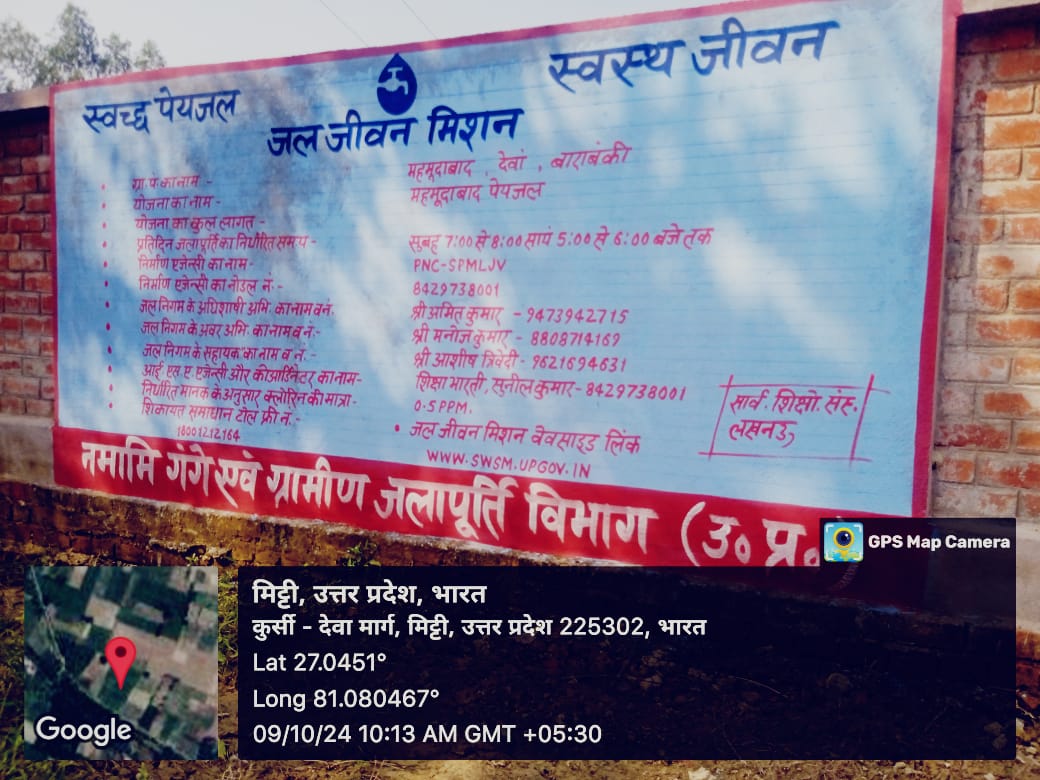 स्वच्छ पेयजल
स्वस्थ जीवन
जल जीवन मिशन
ग्रा.पं. का नाम :- महमूदाबाद , देवां , बाराबंकी
योजना का नाम - महमूदाबाद पेयजल
योजना का कुल लागत -
प्रतिदिन जलापूर्ति का निर्धारित समय - सुबह 7:00 से 8:00 सायं 5:00 से 6:00 बजे तक
निर्माण एजेन्सी का नाम - PNC-SPMLJV
निर्माण एजेन्सी का नोडल नं.- 8429738001
जल निगम के अधिशाषी अभि. का नाम व नं. श्री अमित कुमार - 9473942715
जल निगम के अवर अभि. का नाम व नं.- श्री मनोज कुमार - 8808714169
जल निगम के सहायक का नाम व नं. - श्री आशीष त्रिवेदी - 9621694631
आई. एस. ए. एजेन्सी और कोआर्डिनेटर का नाम- शिक्षा भारती, सुनील कुमार - 8429738001
निर्धारित मानक के अनुसार क्लोरिन की मात्रा- 0.5 PPM.
शिकायत समाधान टोल फ्री नं.-
18001212164
जल जीवन मिशन वेवसाइड लिंक
WWW.SWSM.UPGOV.IN
सार्व. शिक्षो. संस्.
लखनऊ
नमामि गंगे एवं ग्रामीण जलापूर्ति विभाग (उ. प्र.
GPS Map Camera
मिट्टी, उत्तर प्रदेश, भारत
कुर्सी - देवा मार्ग, मिट्टी, उत्तर प्रदेश 225302, भारत
Lat 27.0451°
Long 81.080467°
09/10/24 10:13 AM GMT +05:30
Google